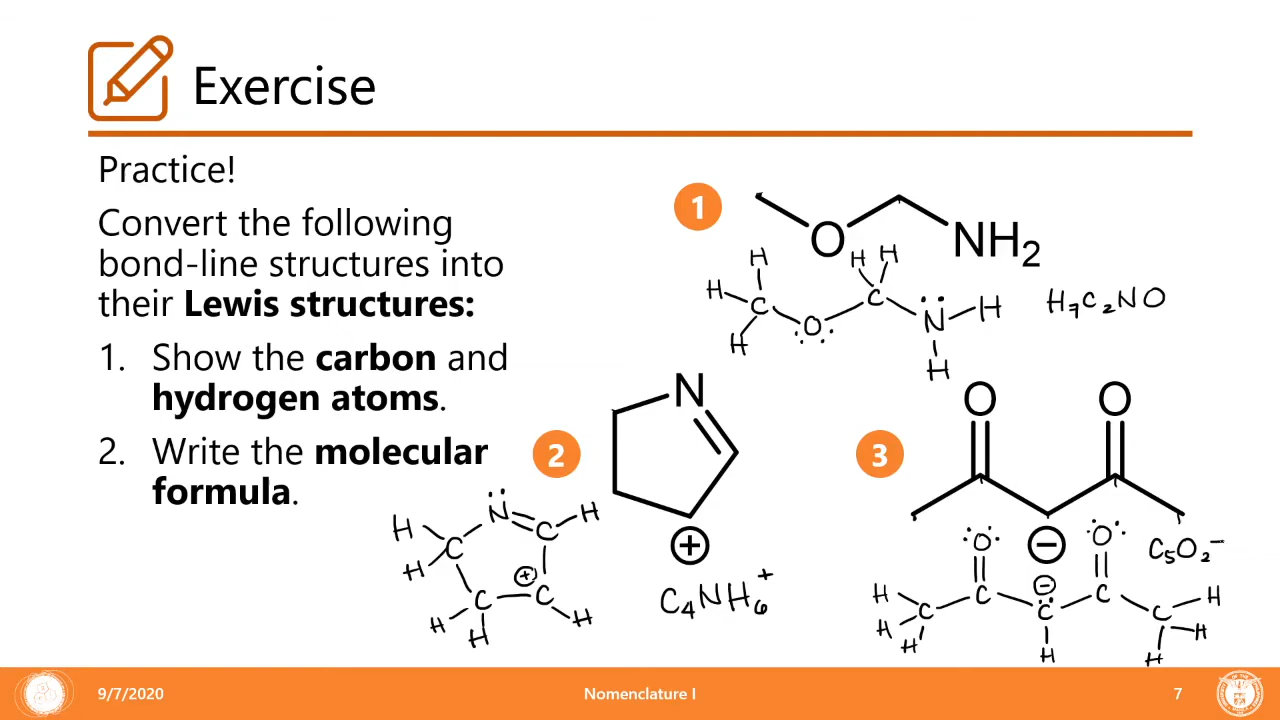 Exercise
Practice!
Convert the following
bond-line structures into
their Lewis structures:
1. Show the carbon and
hydrogen atoms.
2. Write the molecular
formula.
1
O
NH₂
H
H
H
C
O
H
H
C
N
H
H
H₇C₂NO
2
N
H
H
C
N
C
H
C
H
H
C
H
C₄NH₆⁺
3
O
O
C₅O₂⁻
O
O
H
H
H
C
C
C
H
C
C
H
H
H
9/7/2020
Nomenclature I
7